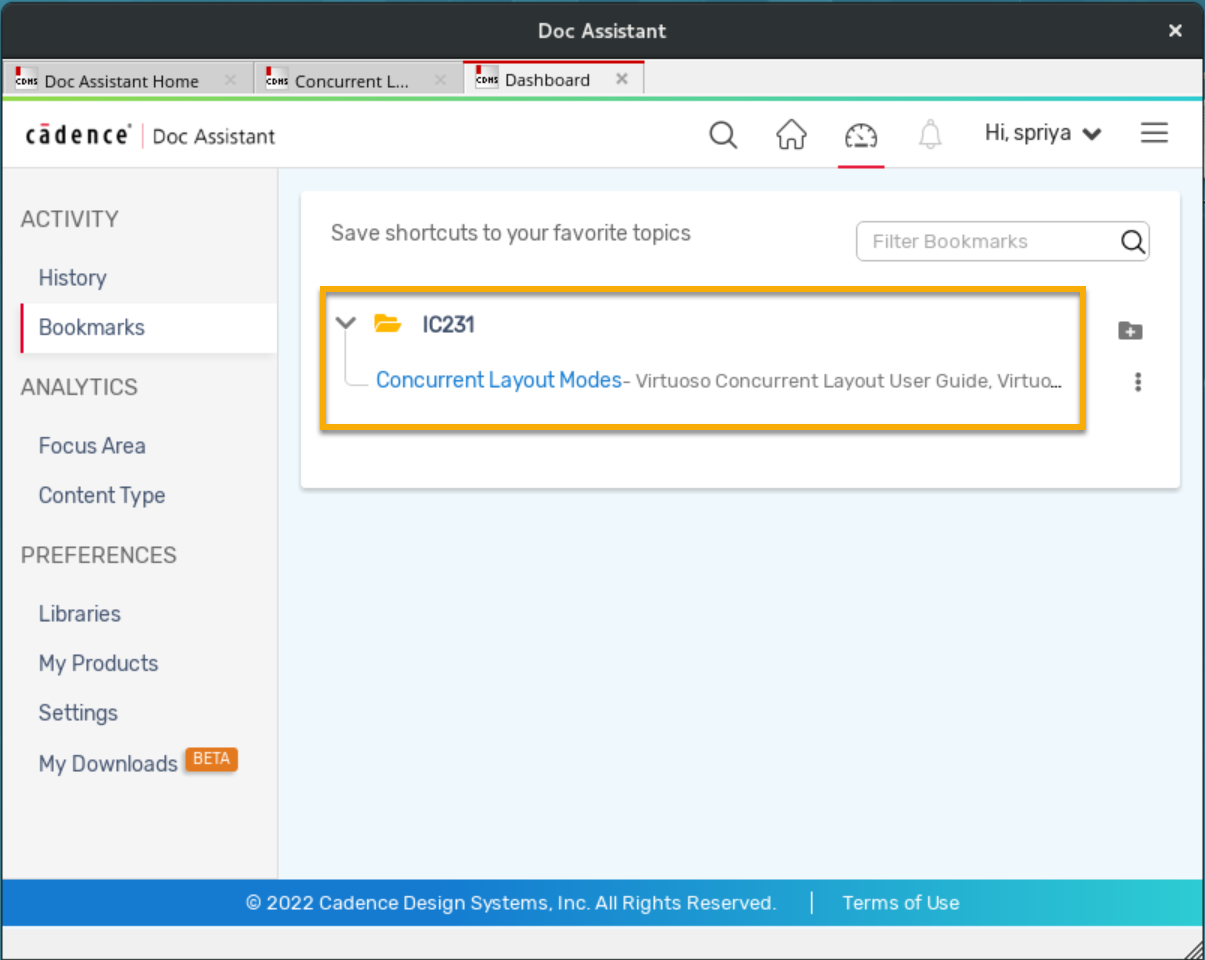 Doc Assistant
CDMS Doc Assistant Home
CDMS Concurrent L...
CDMS Dashboard
cādence® | Doc Assistant
Hi, spriya
ACTIVITY
History
Bookmarks
ANALYTICS
Focus Area
Content Type
PREFERENCES
Libraries
My Products
Settings
My Downloads BETA
Save shortcuts to your favorite topics
Filter Bookmarks
IC231
Concurrent Layout Modes- Virtuoso Concurrent Layout User Guide, Virtuo...
© 2022 Cadence Design Systems, Inc. All Rights Reserved. | Terms of Use